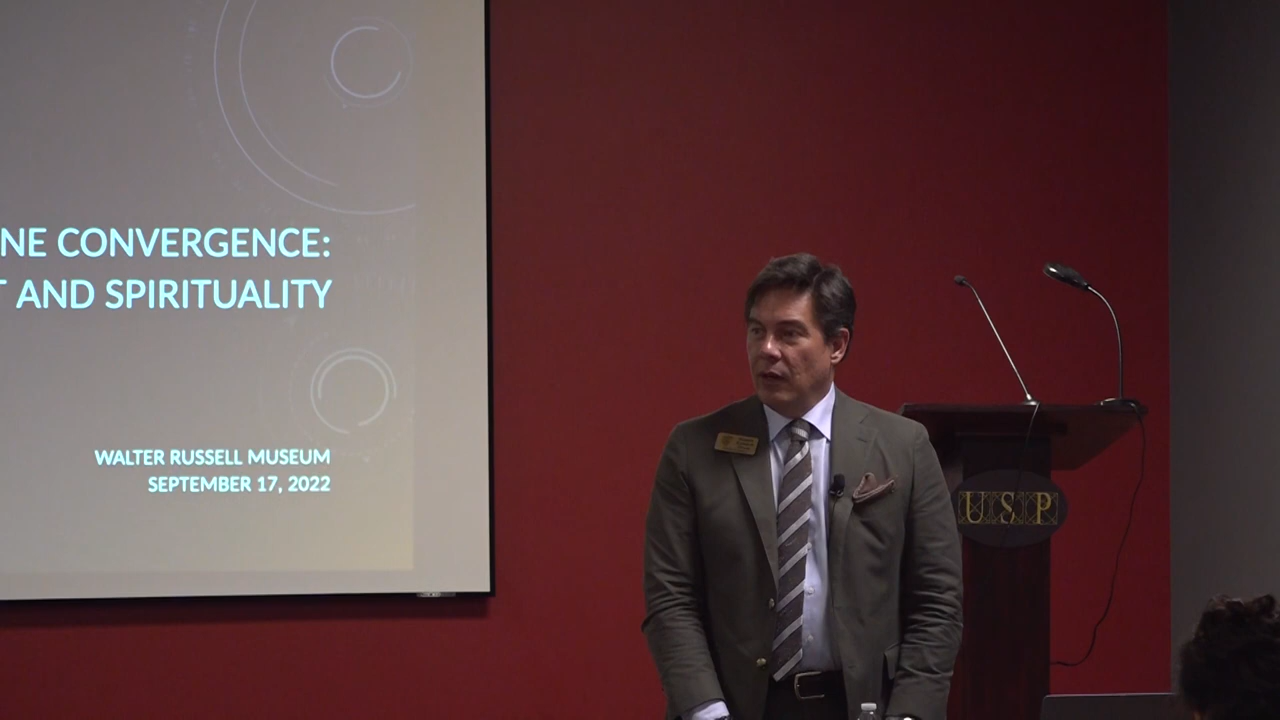 NE CONVERGENCE:
AND SPIRITUALITY
WALTER RUSSELL MUSEUM
SEPTEMBER 17, 2022
USP